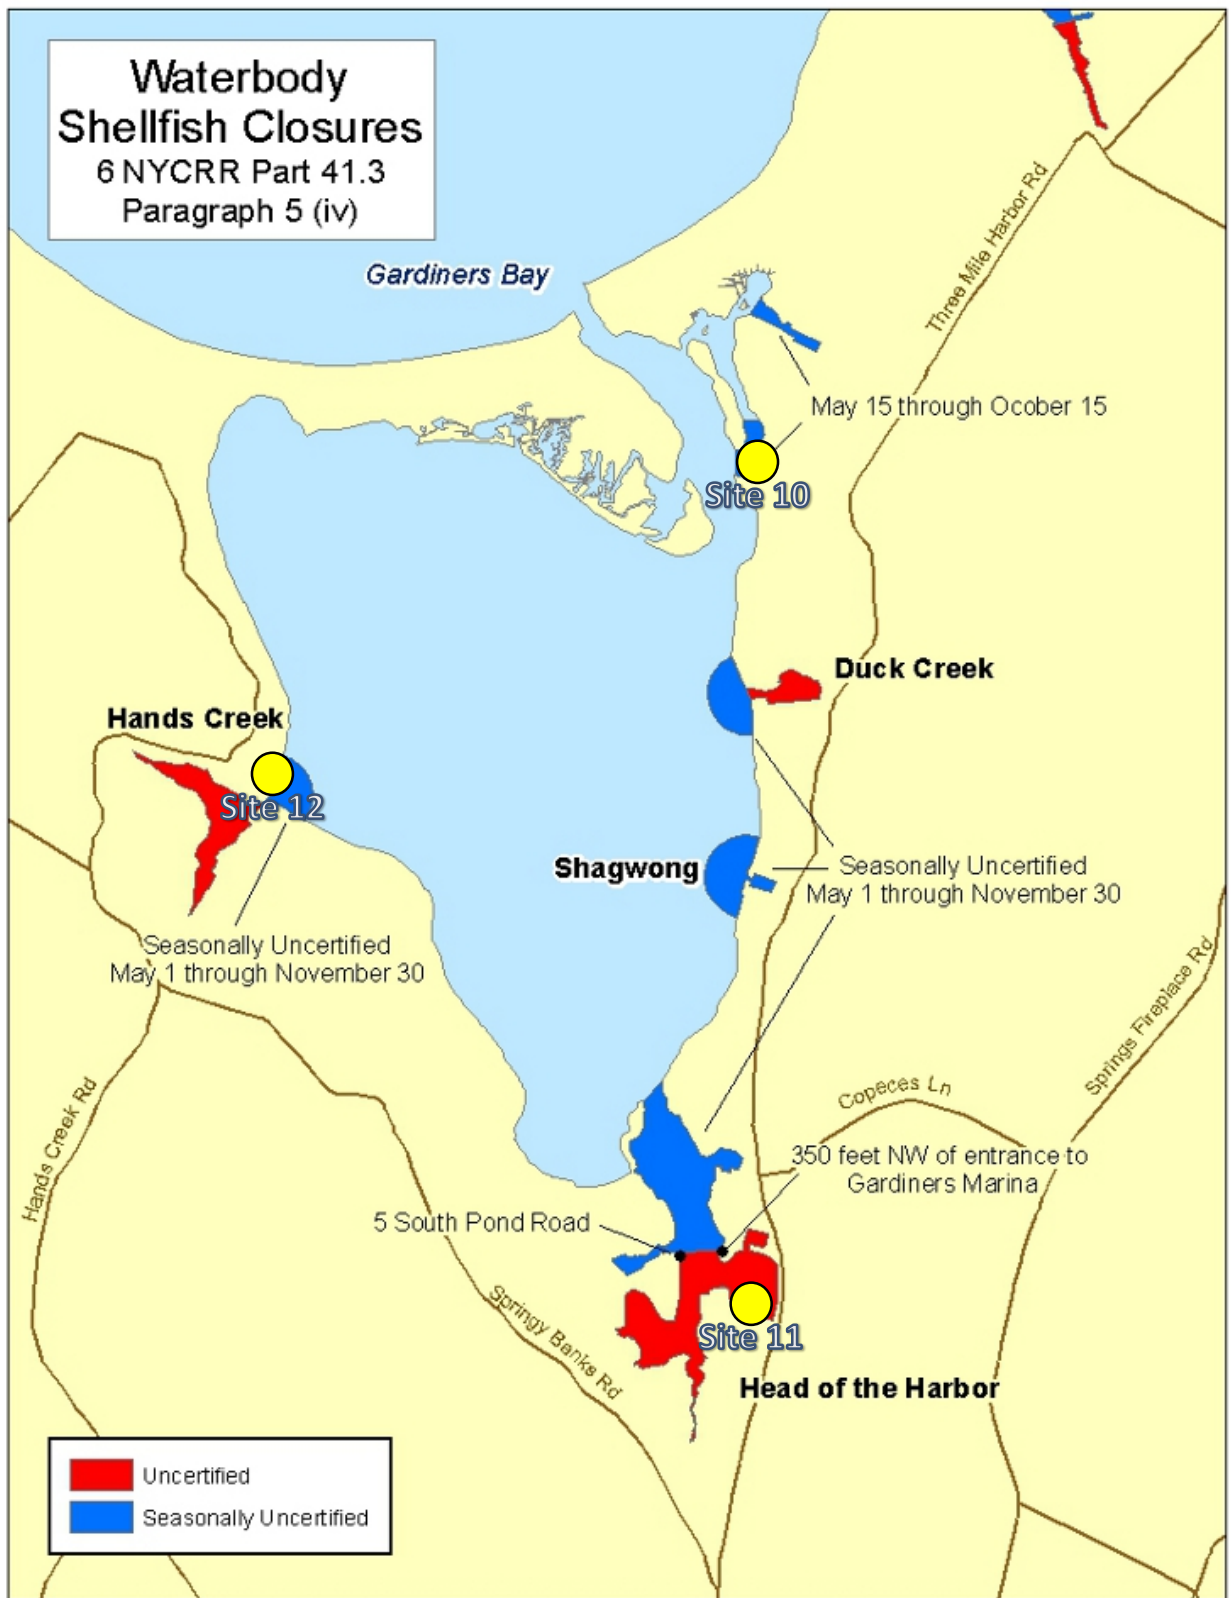 Waterbody
Shellfish Closures
6 NYCRR Part 41.3
Paragraph 5 (iv)
Gardiners Bay
Three Mile Harbor Rd
May 15 through Ocober 15
Site 10
Duck Creek
Hands Creek
Site 12
Shagwong
Seasonally Uncertified
May 1 through November 30
Seasonally Uncertified
May 1 through November 30
Springs Fireplace Rd
Hands Creek Rd
Copeces Ln
350 feet NW of entrance to
Gardiners Marina
5 South Pond Road
Springy Banks Rd
Site 11
Head of the Harbor
Uncertified
Seasonally Uncertified